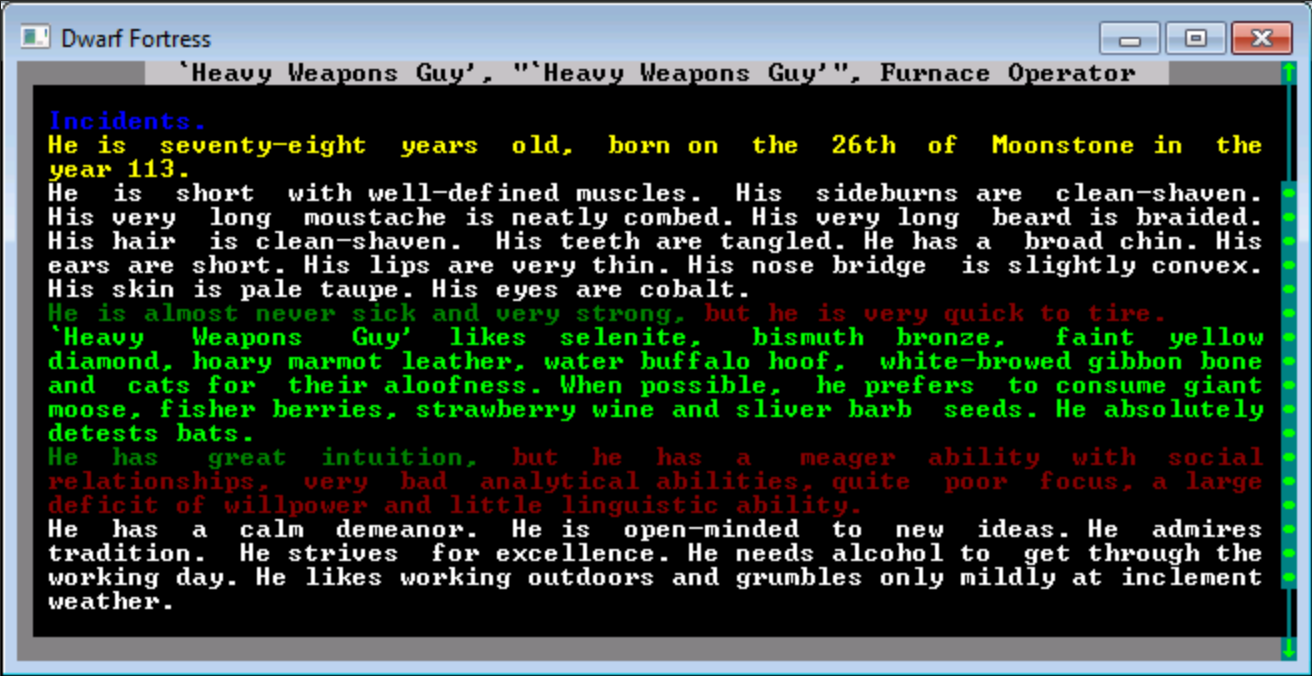 Dwarf Fortress
`Heavy Weapons Guy', "`Heavy Weapons Guy'", Furnace Operator
Incidents.
He is seventy-eight years old, born on the 26th of Moonstone in the
year 113.
He is short with well-defined muscles. His sideburns are clean-shaven.
His very long moustache is neatly combed. His very long beard is braided.
His hair is clean-shaven. His teeth are tangled. He has a broad chin. His
ears are short. His lips are very thin. His nose bridge is slightly convex.
His skin is pale taupe. His eyes are cobalt.
He is almost never sick and very strong, but he is very quick to tire.
`Heavy Weapons Guy' likes selenite, bismuth bronze, faint yellow
diamond, hoary marmot leather, water buffalo hoof, white-browed gibbon bone
and cats for their aloofness. When possible, he prefers to consume giant
moose, fisher berries, strawberry wine and sliver barb seeds. He absolutely
detests bats.
He has great intuition, but he has a meager ability with social
relationships, very bad analytical abilities, quite poor focus, a large
deficit of willpower and little linguistic ability.
He has a calm demeanor. He is open-minded to new ideas. He admires
tradition. He strives for excellence. He needs alcohol to get through the
working day. He likes working outdoors and grumbles only mildly at inclement
weather.